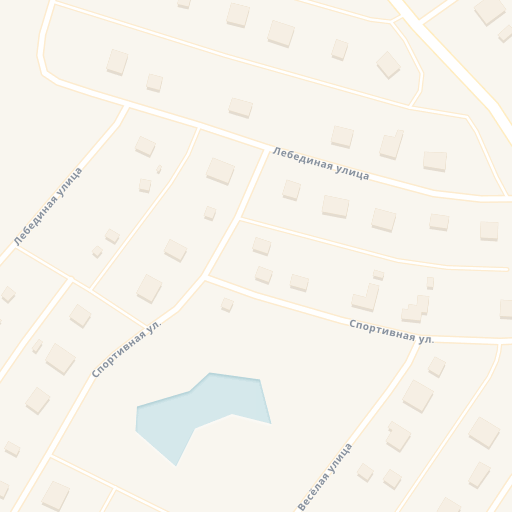 Лебединая улица
Лебединая улица
Спортивная ул.
Спортивная ул.
Весёлая улица